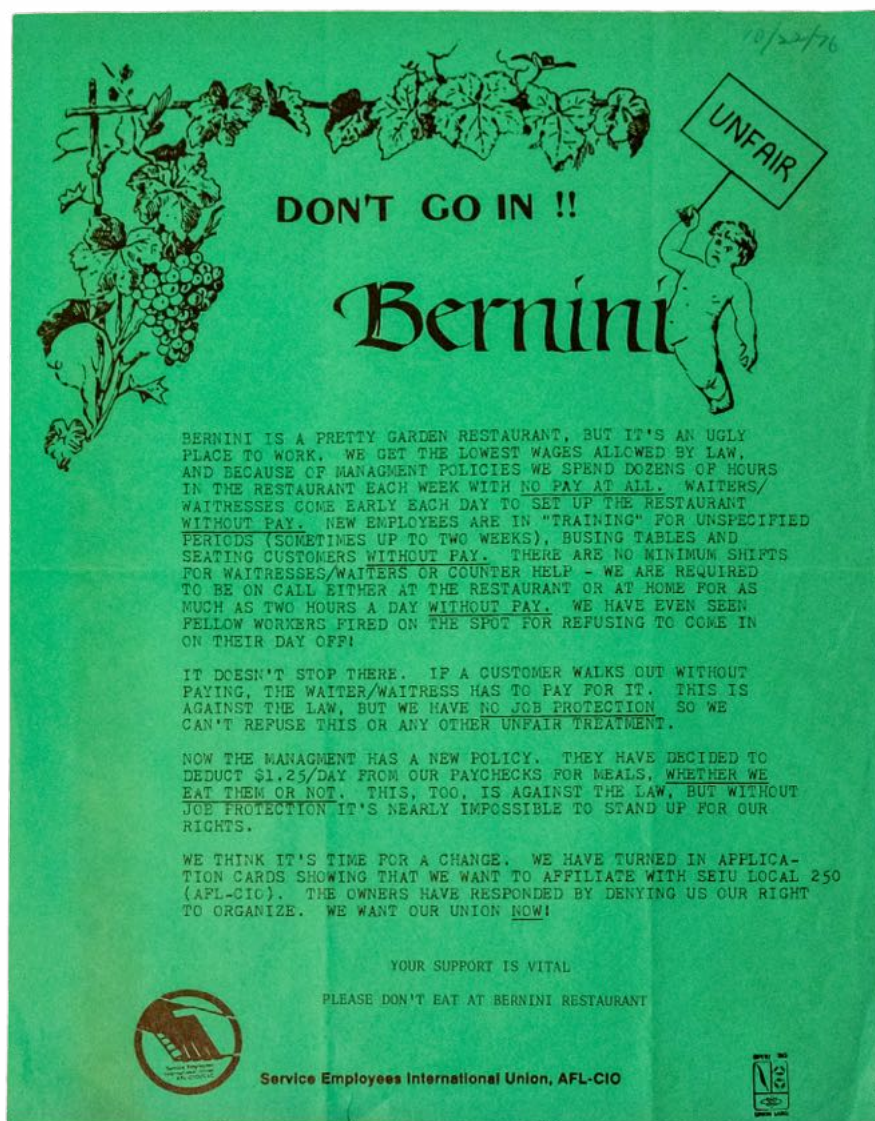 10/22/76
UNFAIR
DON'T GO IN !!
Bernini
BERNINI IS A PRETTY GARDEN RESTAURANT, BUT IT'S AN UGLY
PLACE TO WORK. WE GET THE LOWEST WAGES ALLOWED BY LAW,
AND BECAUSE OF MANAGMENT POLICIES WE SPEND DOZENS OF HOURS
IN THE RESTAURANT EACH WEEK WITH NO PAY AT ALL. WAITERS/
WAITRESSES COME EARLY EACH DAY TO SET UP THE RESTAURANT
WITHOUT PAY. NEW EMPLOYEES ARE IN "TRAINING" FOR UNSPECIFIED
PERIODS (SOMETIMES UP TO TWO WEEKS), BUSING TABLES AND
SEATING CUSTOMERS WITHOUT PAY. THERE ARE NO MINIMUM SHIFTS
FOR WAITRESSES/WAITERS OR COUNTER HELP - WE ARE REQUIRED
TO BE ON CALL EITHER AT THE RESTAURANT OR AT HOME FOR AS
MUCH AS TWO HOURS A DAY WITHOUT PAY. WE HAVE EVEN SEEN
FELLOW WORKERS FIRED ON THE SPOT FOR REFUSING TO COME IN
ON THEIR DAY OFF!
IT DOESN'T STOP THERE. IF A CUSTOMER WALKS OUT WITHOUT
PAYING, THE WAITER/WAITRESS HAS TO PAY FOR IT. THIS IS
AGAINST THE LAW, BUT WE HAVE NO JOB PROTECTION SO WE
CAN'T REFUSE THIS OR ANY OTHER UNFAIR TREATMENT.
NOW THE MANAGMENT HAS A NEW POLICY. THEY HAVE DECIDED TO
DEDUCT $1.25/DAY FROM OUR PAYCHECKS FOR MEALS, WHETHER WE
EAT THEM OR NOT. THIS, TOO, IS AGAINST THE LAW, BUT WITHOUT
JOB PROTECTION IT'S NEARLY IMPOSSIBLE TO STAND UP FOR OUR
RIGHTS.
WE THINK IT'S TIME FOR A CHANGE. WE HAVE TURNED IN APPLICA-
TION CARDS SHOWING THAT WE WANT TO AFFILIATE WITH SEIU LOCAL 250
(AFL-CIO). THE OWNERS HAVE RESPONDED BY DENYING US OUR RIGHT
TO ORGANIZE. WE WANT OUR UNION NOW!
YOUR SUPPORT IS VITAL
PLEASE DON'T EAT AT BERNINI RESTAURANT
Service Employees
International Union
AFL-CIO
Service Employees International Union, AFL-CIO
UNION LABEL